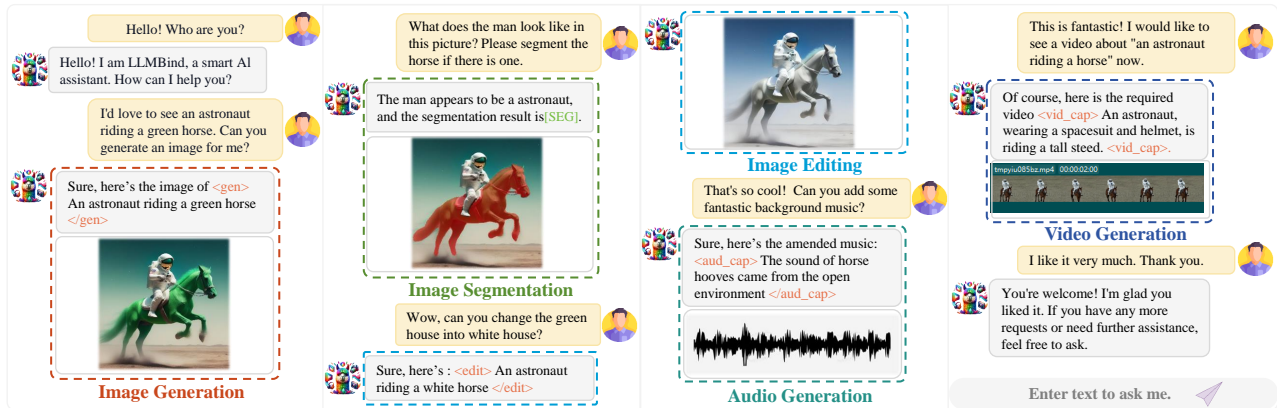 Hello! Who are you?
Hello! I am LLMBind, a smart AI
assistant. How can I help you?
I'd love to see an astronaut
riding a green horse. Can you
generate an image for me?
Sure, here's the image of <gen>
An astronaut riding a green horse
</gen>
Image Generation
What does the man look like in
this picture? Please segment the
horse if there is one.
The man appears to be a astronaut,
and the segmentation result is[SEG].
Image Segmentation
Wow, can you change the green
house into white house?
Sure, here's : <edit> An astronaut
riding a white horse </edit>
Image Editing
That's so cool! Can you add some
fantastic background music?
Sure, here's the amended music:
<aud_cap> The sound of horse
hooves came from the open
environment </aud_cap>
Audio Generation
This is fantastic! I would like to
see a video about "an astronaut
riding a horse" now.
Of course, here is the required
video <vid_cap> An astronaut,
wearing a spacesuit and helmet, is
riding a tall steed. <vid_cap>.
tmpyiu085bz.mp4 00:00:02:00
Video Generation
I like it very much. Thank you.
You're welcome! I'm glad you
liked it. If you have any more
requests or need further assistance,
feel free to ask.
Enter text to ask me.